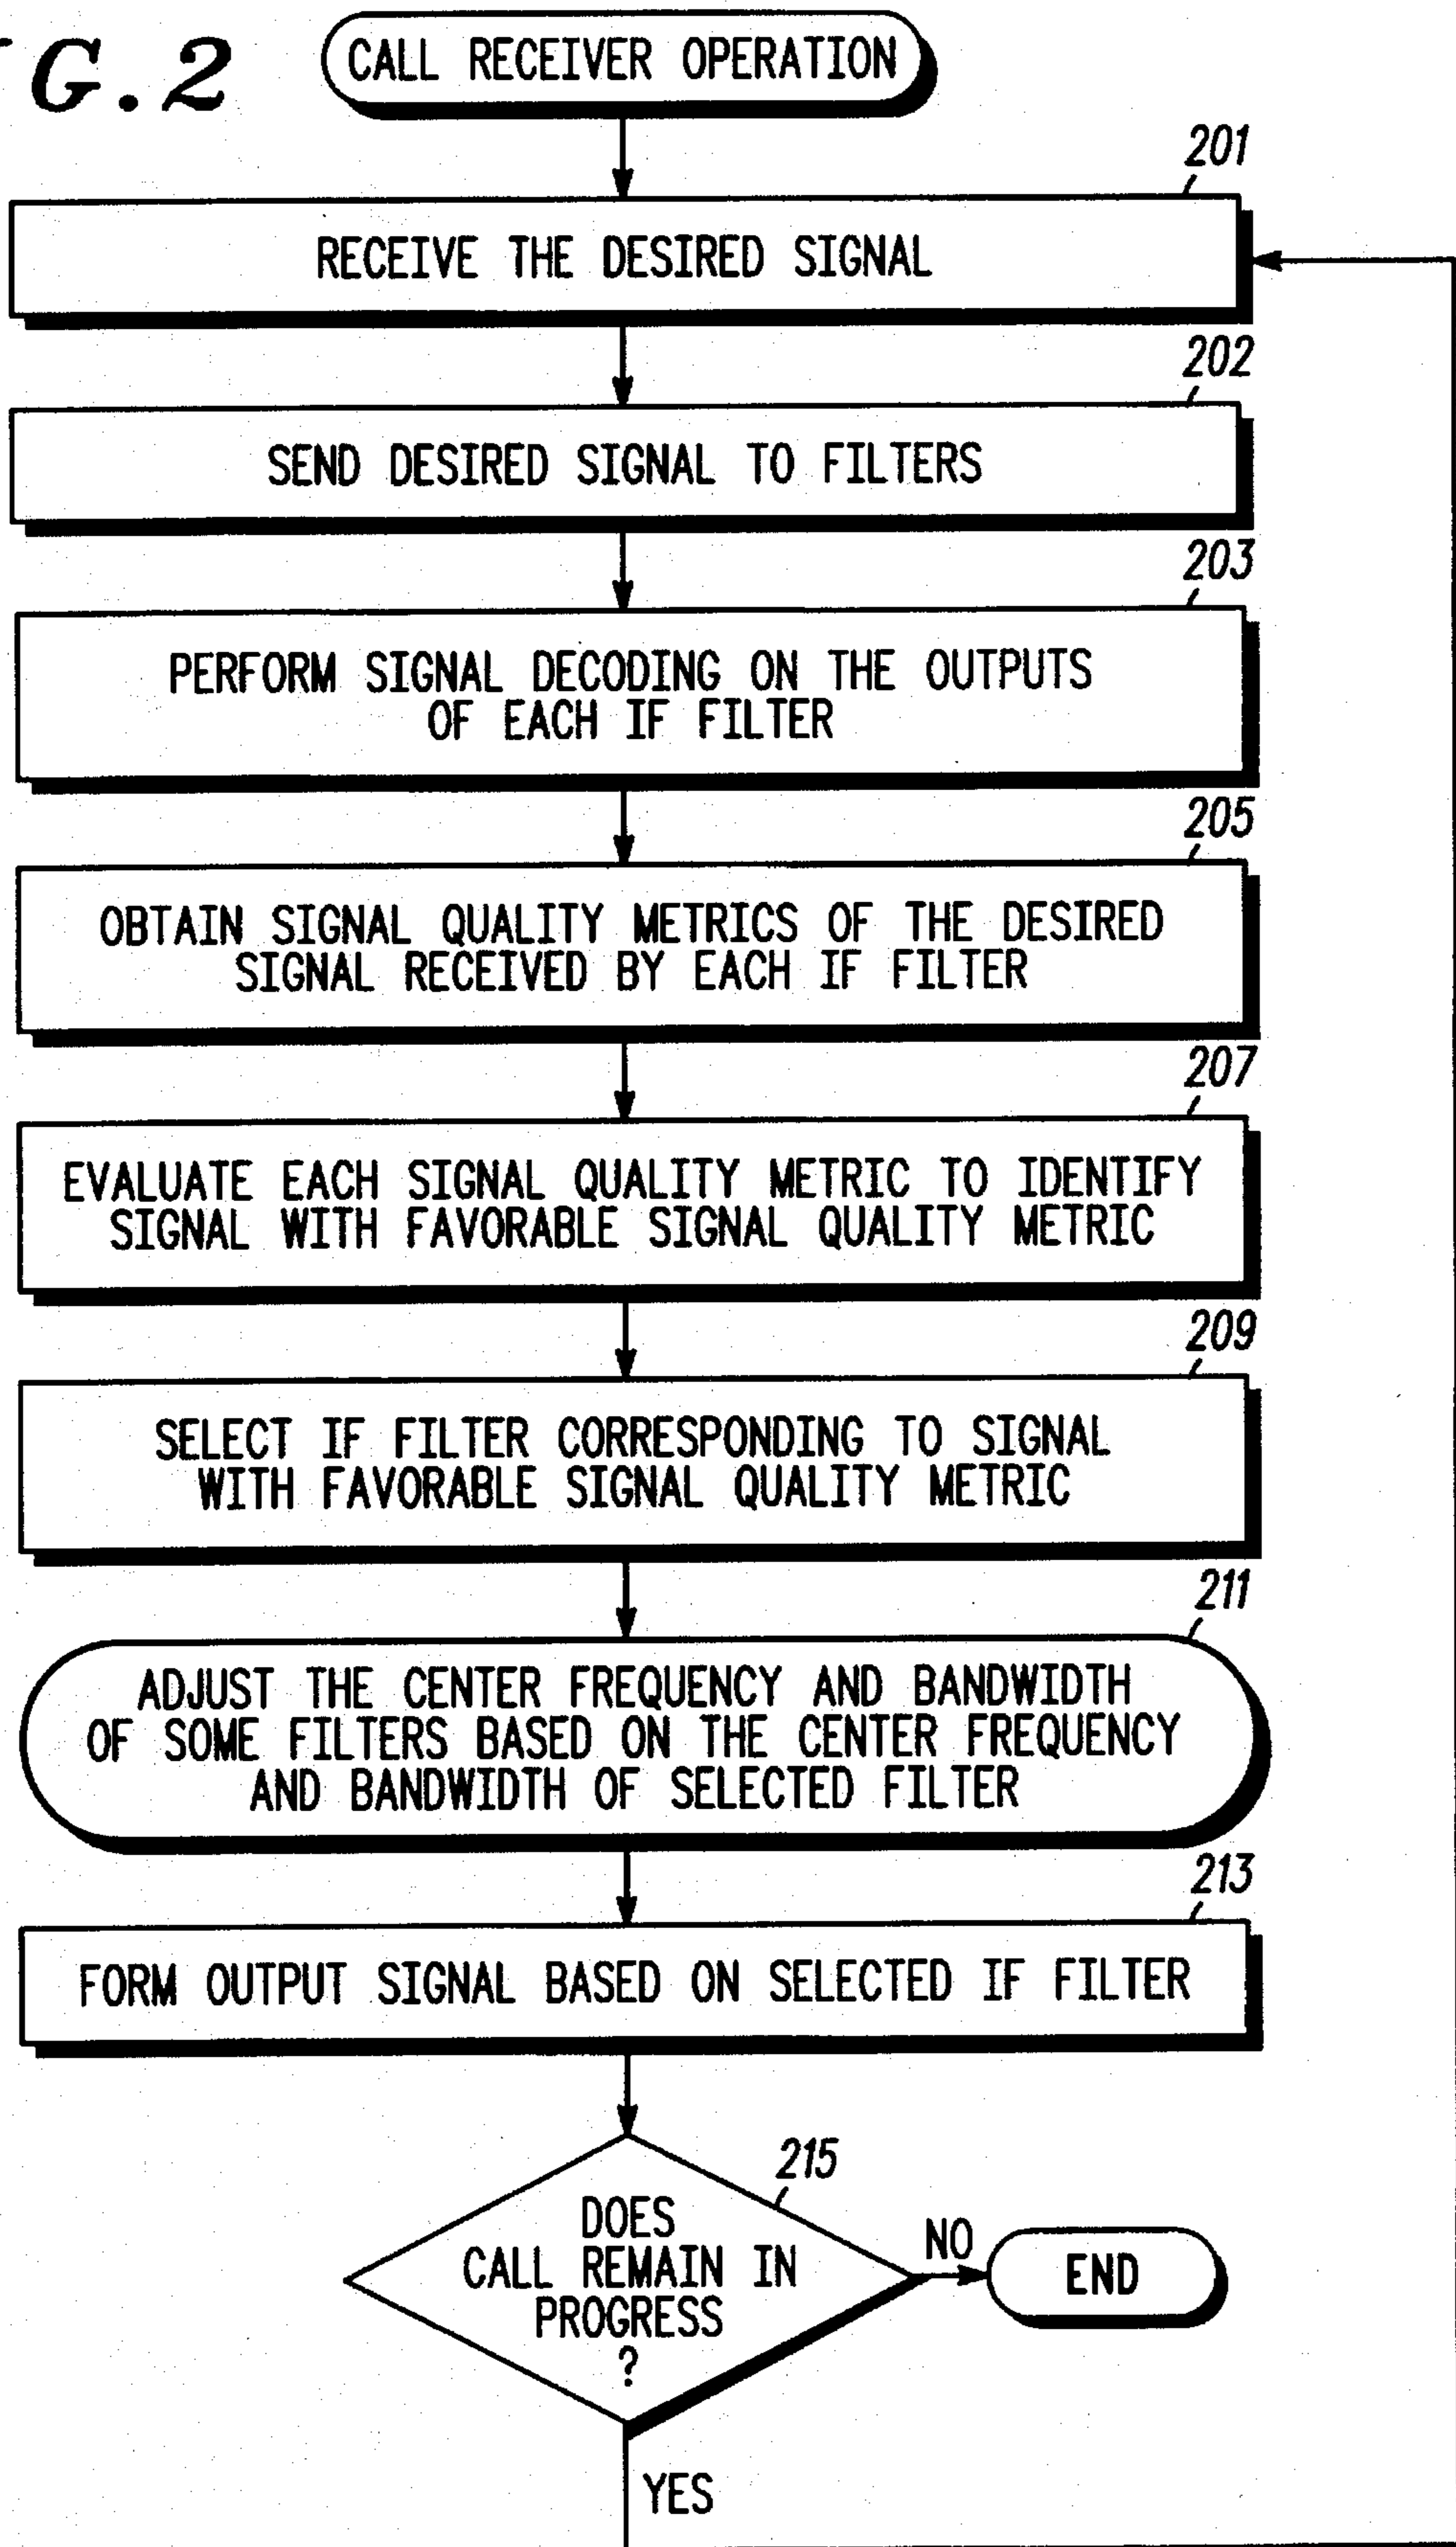 G.2
CALL RECEIVER OPERATION
201
RECEIVE THE DESIRED SIGNAL
202
SEND DESIRED SIGNAL TO FILTERS
203
PERFORM SIGNAL DECODING ON THE OUTPUTS
OF EACH IF FILTER
205
OBTAIN SIGNAL QUALITY METRICS OF THE DESIRED
SIGNAL RECEIVED BY EACH IF FILTER
207
EVALUATE EACH SIGNAL QUALITY METRIC TO IDENTIFY
SIGNAL WITH FAVORABLE SIGNAL QUALITY METRIC
209
SELECT IF FILTER CORRESPONDING TO SIGNAL
WITH FAVORABLE SIGNAL QUALITY METRIC
211
ADJUST THE CENTER FREQUENCY AND BANDWIDTH
OF SOME FILTERS BASED ON THE CENTER FREQUENCY
AND BANDWIDTH OF SELECTED FILTER
213
FORM OUTPUT SIGNAL BASED ON SELECTED IF FILTER
215
DOES
CALL REMAIN IN
PROGRESS
?
NO
END
YES